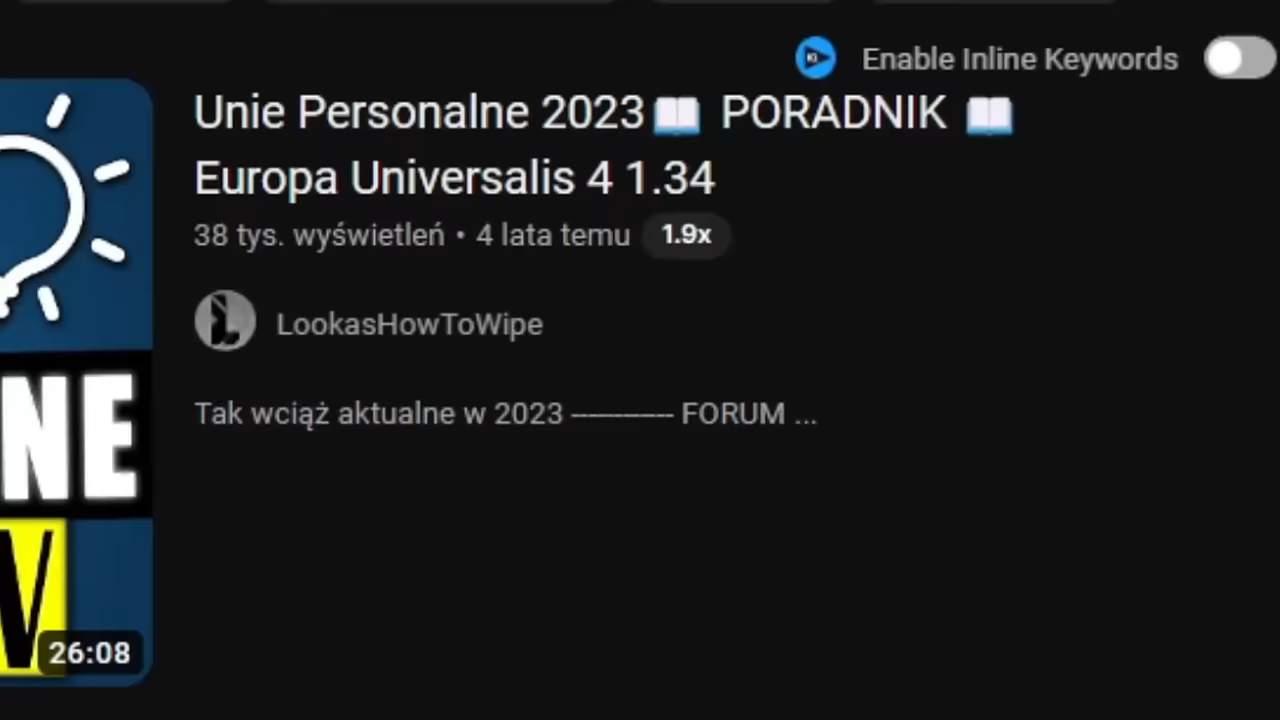 Enable Inline Keywords
Unie Personalne 2023📖 PORADNIK 📖
Europa Universalis 4 1.34
38 tys. wyświetleń • 4 lata temu 1.9x
LookasHowToWipe
Tak wciąż aktualne w 2023 ------------- FORUM ...
NE
V
26:08